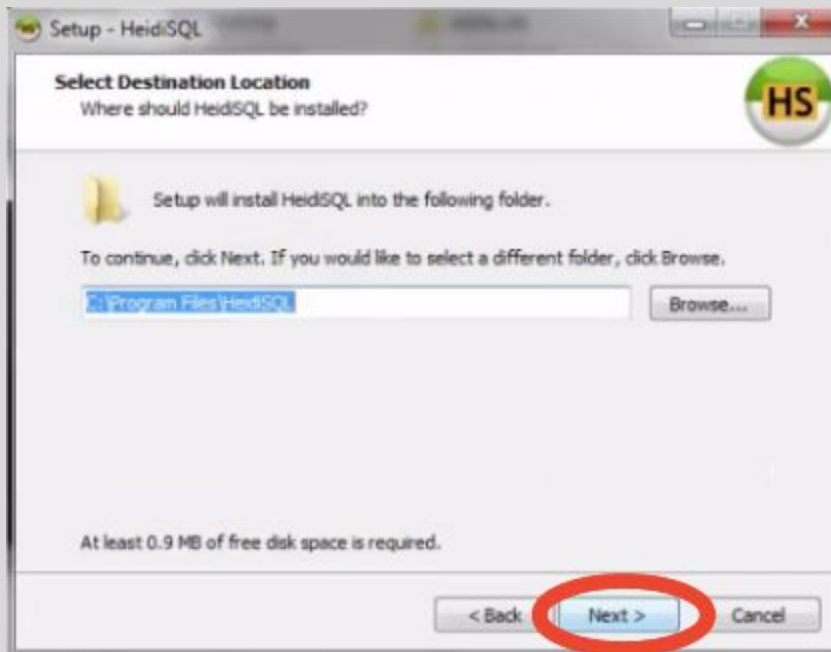 Setup - HeidiSQL
Select Destination Location
Where should HeidiSQL be installed?
HS
Setup will install HeidiSQL into the following folder.
To continue, click Next. If you would like to select a different folder, click Browse.
C:\Program Files\HeidiSQL
Browse...
At least 0.9 MB of free disk space is required.
< Back
Next >
Cancel